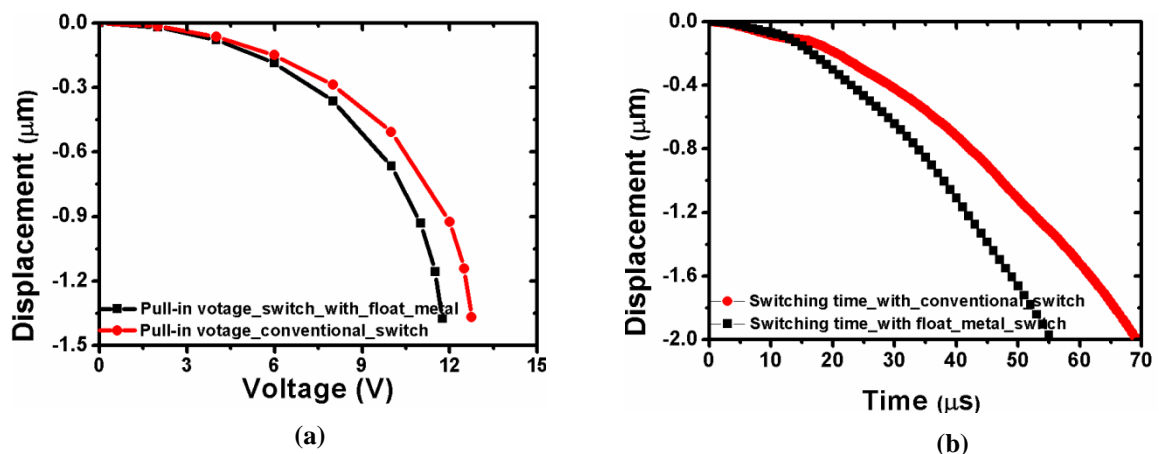 0.0
-0.3
-0.6
-0.9
-1.2
-1.5
Displacement (μm)
Pull-in votage_switch_with_float_metal
Pull-in votage_conventional_switch
0 3 6 9 12 15
Voltage (V)
(a)
0.0
-0.4
-0.8
-1.2
-1.6
-2.0
Displacement (μm)
Switching time_with_conventional_switch
Switching time_with float_metal_switch
0 10 20 30 40 50 60 70
Time (μs)
(b)